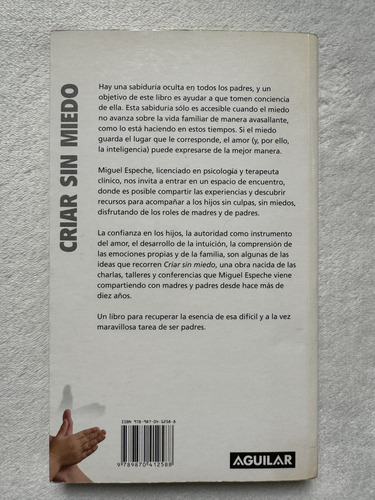 CRIAR SIN MIEDO
Hay una sabiduría oculta en todos los padres, y un
objetivo de este libro es ayudar a que tomen conciencia
de ella. Esta sabiduría sólo es accesible cuando el miedo
no avanza sobre la vida familiar de manera avasallante,
como lo está haciendo en estos tiempos. Si el miedo
guarda el lugar que le corresponde, el amor (y, por ello,
la inteligencia) puede expresarse de la mejor manera.
Miguel Espeche, licenciado en psicología y terapeuta
clínico, nos invita a entrar en un espacio de encuentro,
donde es posible compartir las experiencias y descubrir
recursos para acompañar a los hijos sin culpas, sin miedos,
disfrutando de los roles de madres y de padres.
La confianza en los hijos, la autoridad como instrumento
del amor, el desarrollo de la intuición, la comprensión de
las emociones propias y de la familia, son algunas de las
ideas que recorren Criar sin miedo, una obra nacida de las
charlas, talleres y conferencias que Miguel Espeche viene
compartiendo con madres y padres desde hace más de
diez años.
Un libro para recuperar la esencia de esa difícil y a la vez
maravillosa tarea de ser padres.
ISBN 978-987-04-1258-8
9 789870 412588
AGUILAR